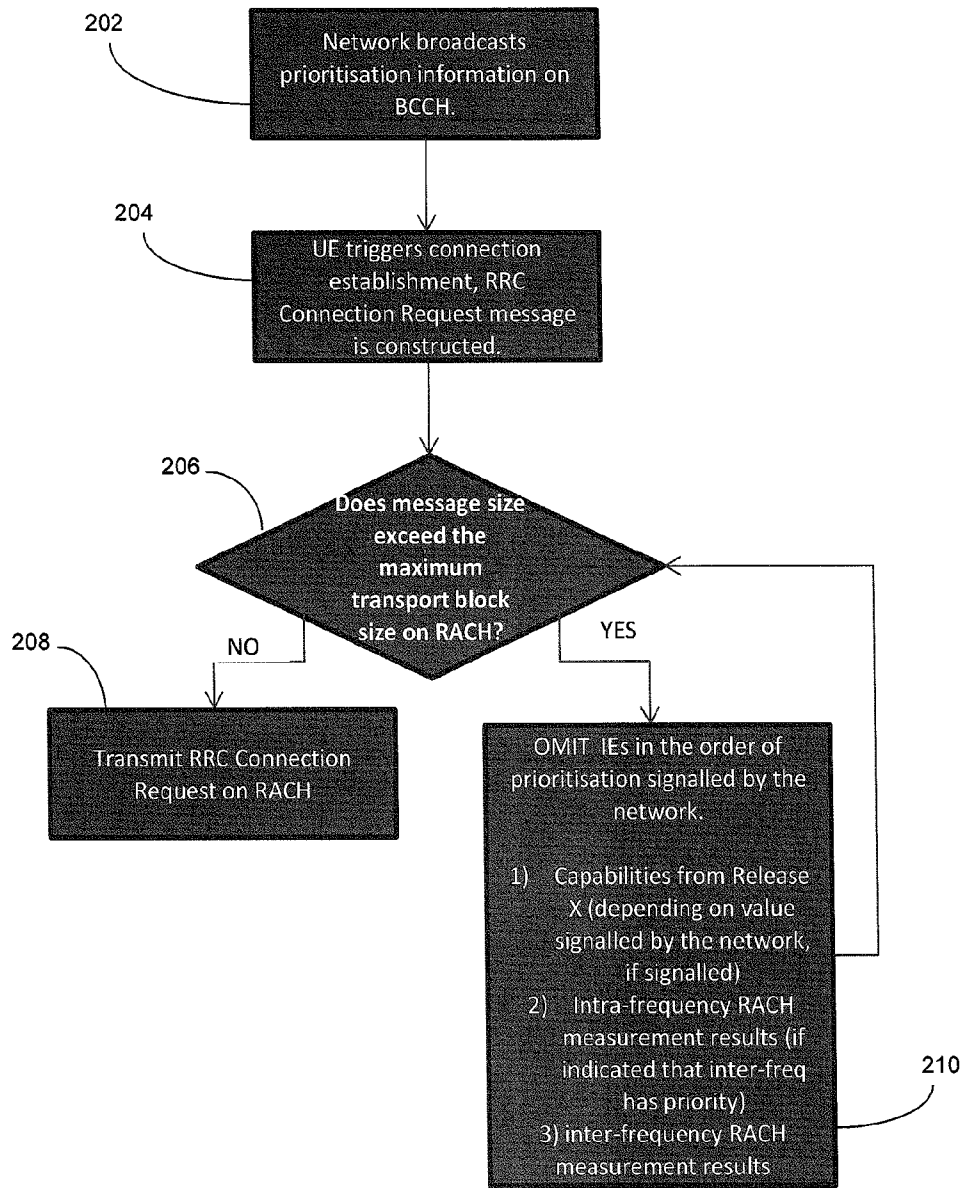 202
Network broadcasts
prioritisation information on
BCCH.
204
UE triggers connection
establishment, RRC
Connection Request message
is constructed.
206
Does message size
exceed the
maximum
transport block
size on RACH?
NO
YES
208
Transmit RRC Connection
Request on RACH
OMIT IEs in the order of
prioritisation signalled by the
network.
1) Capabilities from Release
X (depending on value
signalled by the network,
if signalled)
2) Intra-frequency RACH
measurement results (if
indicated that inter-freq
has priority)
3) inter-frequency RACH
measurement results
210